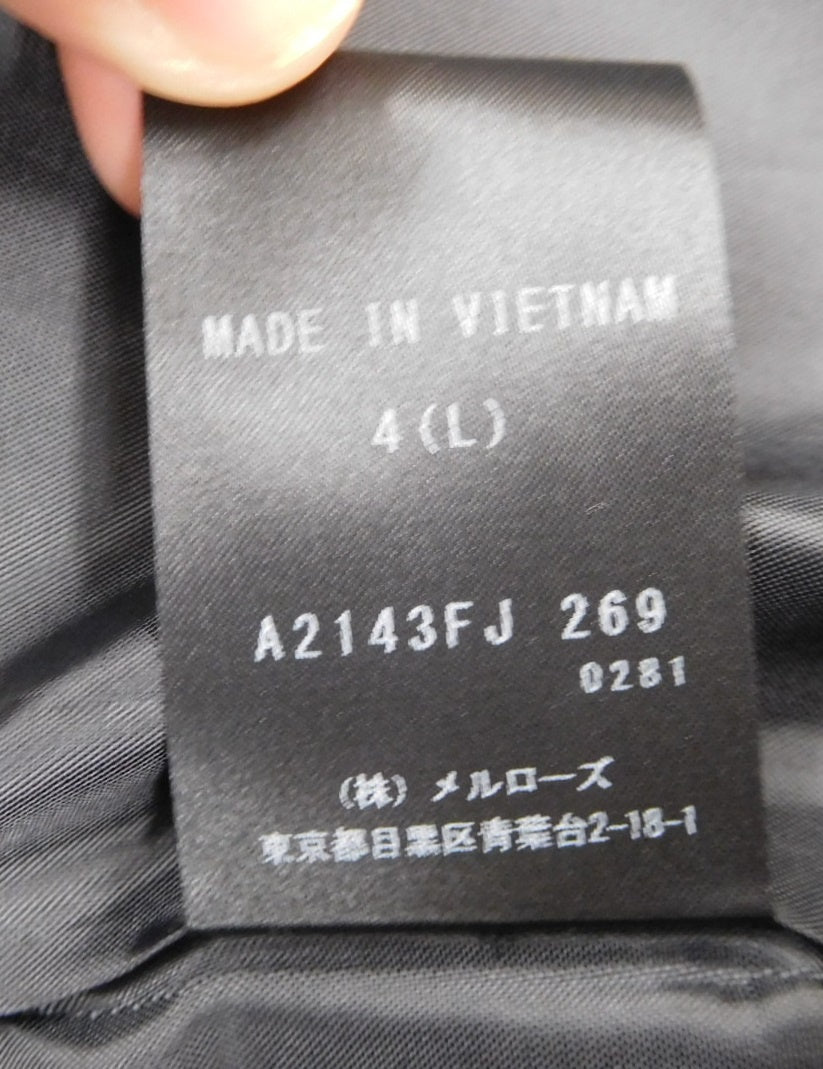 MADE IN VIETNAM
4(L)
A2143FJ 269
0281
(株) メルローズ
東京都目黒区青葉台2-18-1